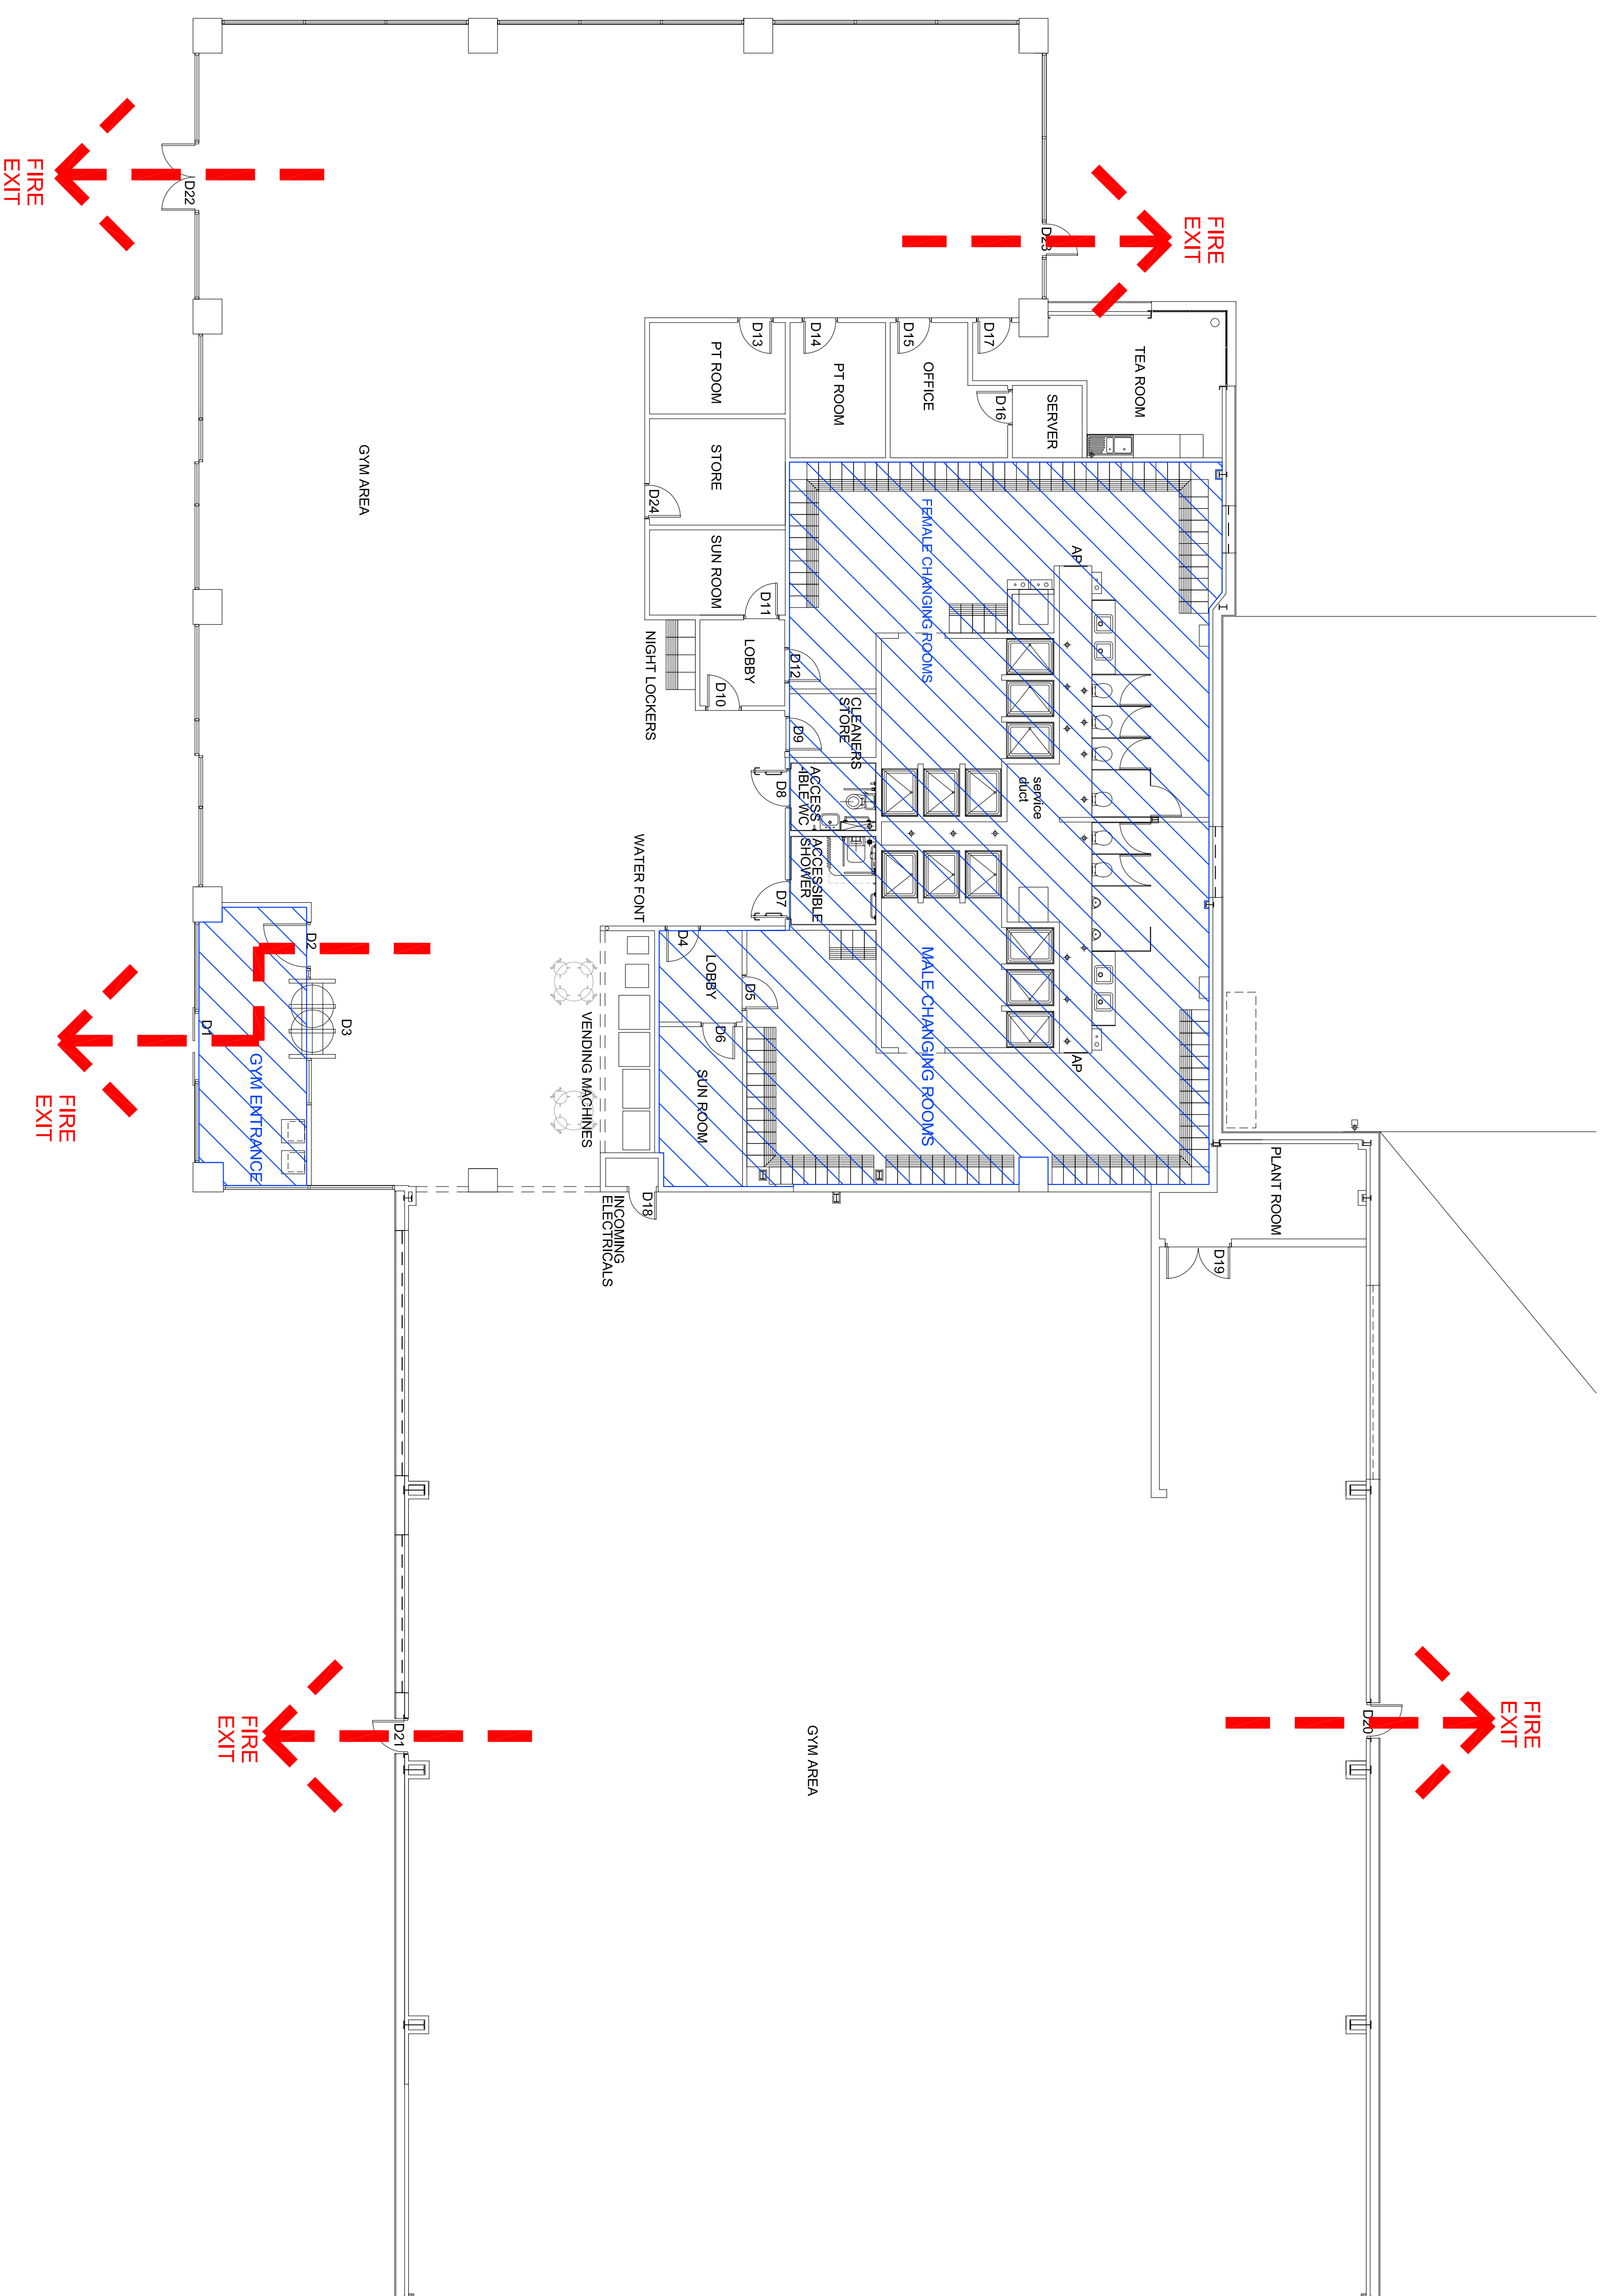 FIRE
EXIT
D22
FIRE
EXIT
D23
D13
D14
D15
D17
PT ROOM
PT ROOM
OFFICE
TEA ROOM
D16
SERVER
GYM AREA
STORE
D24
SUN ROOM
D11
FEMALE CHANGING ROOMS
AP
NIGHT LOCKERS
LOBBY
D10
D12
CLEANERS
STORE
D9
D8
ACCESS
IBLE WC
service
duct
WATER FONT
ACCESSIBLE
SHOWER
D7
D4
LOBBY
D5
D6
MALE CHANGING ROOMS
D2
D3
D1
GYM ENTRANCE
FIRE
EXIT
VENDING MACHINES
SUN ROOM
AP
PLANT ROOM
D18
INCOMING
ELECTRICALS
D19
FIRE
EXIT
D21
GYM AREA
D20
FIRE
EXIT